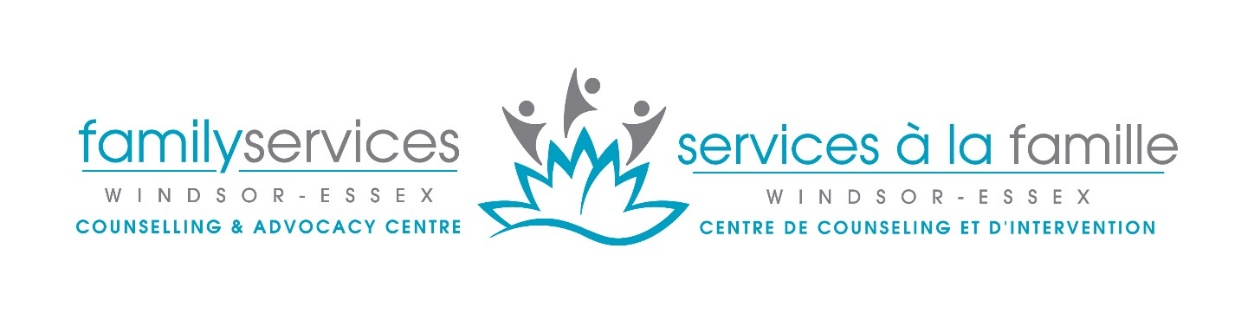 familyservices
WINDSOR-ESSEX
COUNSELLING & ADVOCACY CENTRE
services à la famille
WINDSOR-ESSEX
CENTRE DE COUNSELING ET D'INTERVENTION